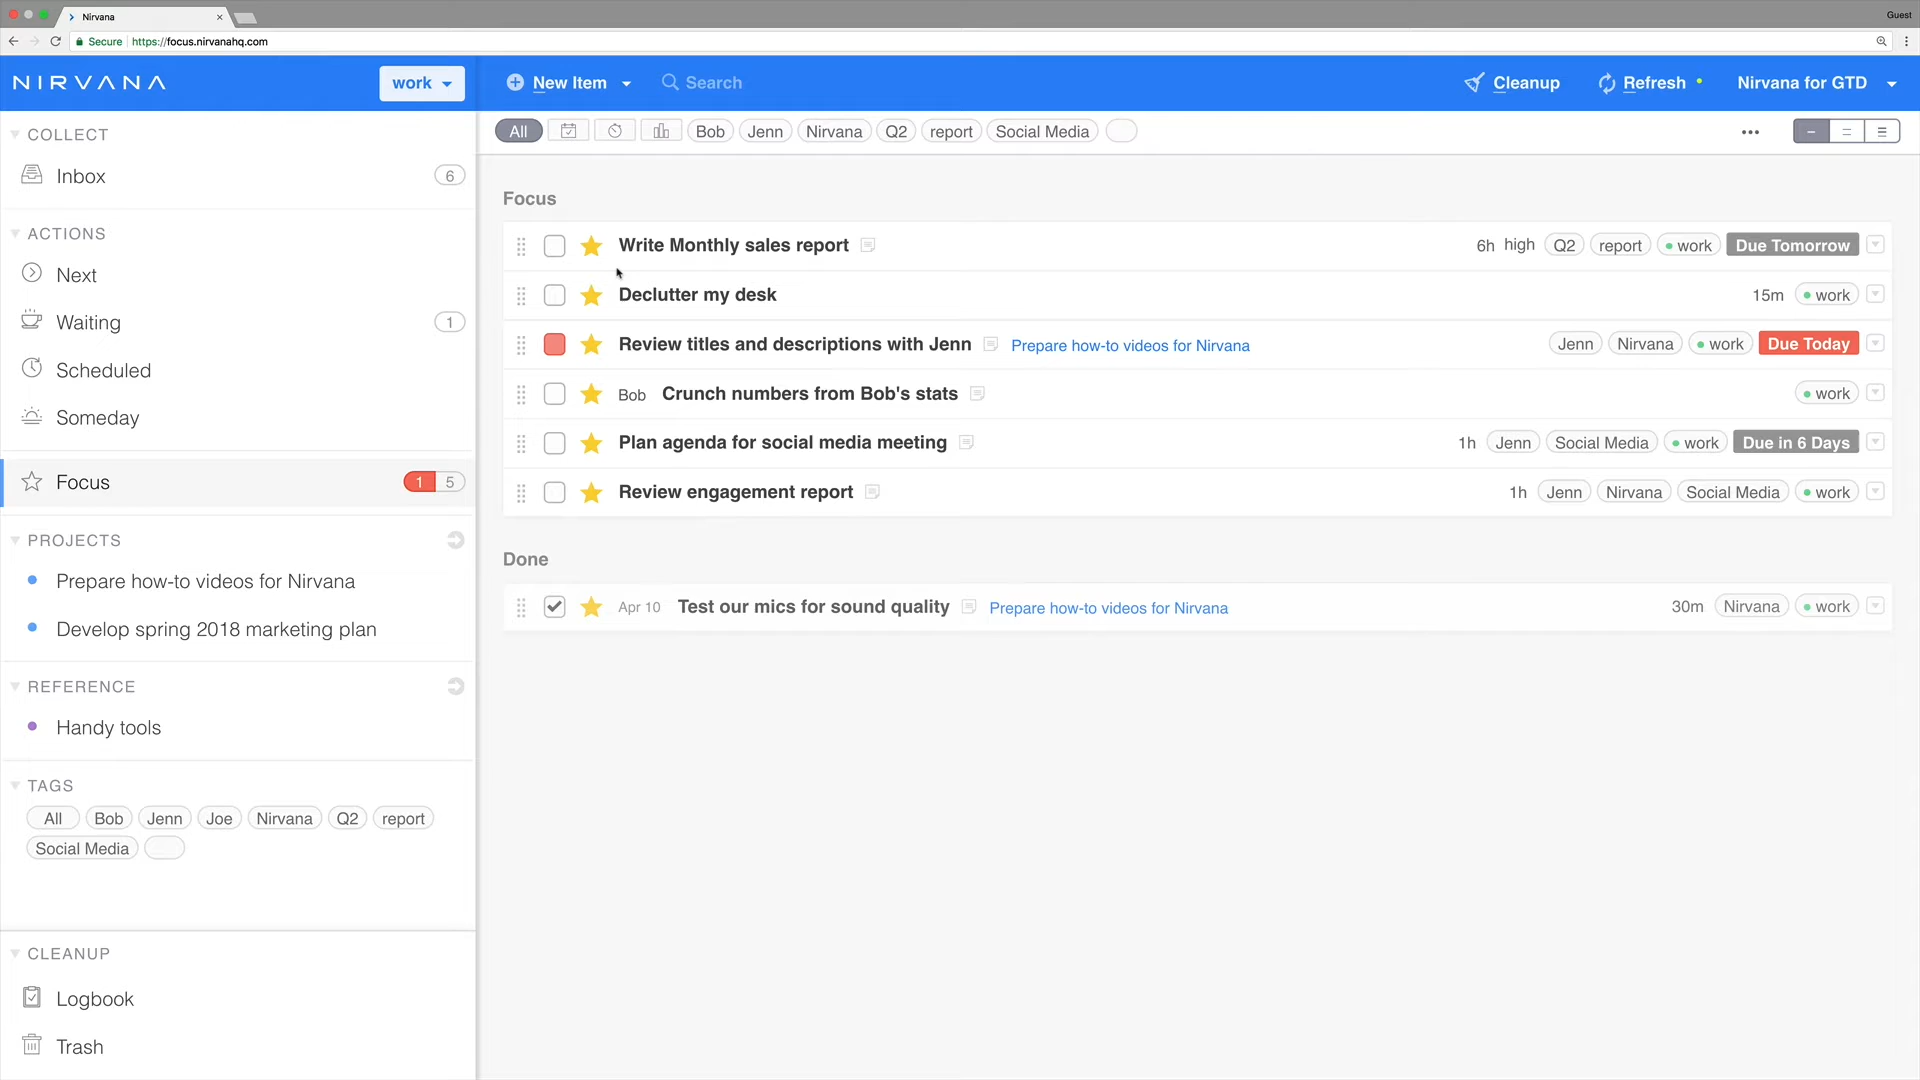 Nirvana
Guest
Secure https://focus.nirvanahq.com
NIRVANA
work
New Item
Search
Cleanup
Refresh
Nirvana for GTD
All Bob Jenn Nirvana Q2 report Social Media
COLLECT
Inbox 6
ACTIONS
Next
Waiting 1
Scheduled
Someday
Focus 1 5
PROJECTS
Prepare how-to videos for Nirvana
Develop spring 2018 marketing plan
REFERENCE
Handy tools
TAGS
All Bob Jenn Joe Nirvana Q2 report
Social Media
CLEANUP
Logbook
Trash
Focus
Write Monthly sales report 6h high Q2 report work Due Tomorrow
Declutter my desk 15m work
Review titles and descriptions with Jenn Prepare how-to videos for Nirvana Jenn Nirvana work Due Today
Bob Crunch numbers from Bob's stats work
Plan agenda for social media meeting 1h Jenn Social Media work Due in 6 Days
Review engagement report 1h Jenn Nirvana Social Media work
Done
Apr 10 Test our mics for sound quality Prepare how-to videos for Nirvana 30m Nirvana work